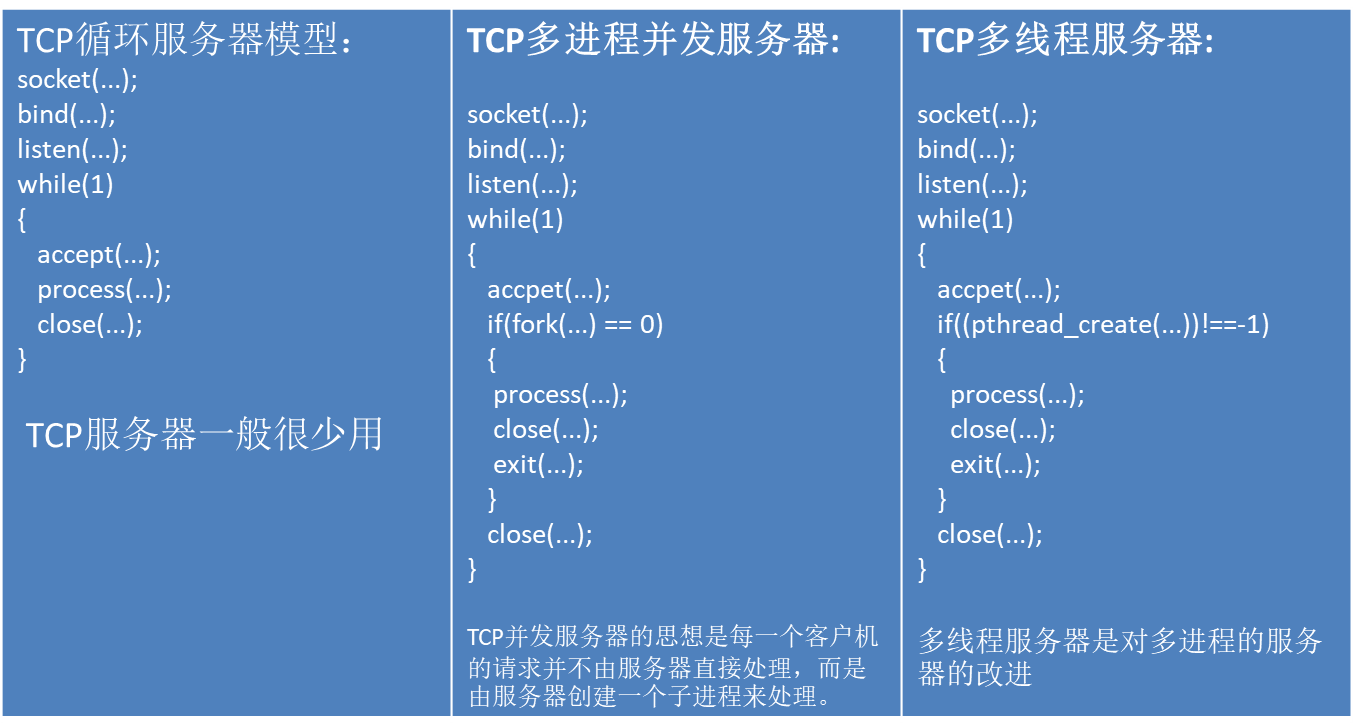 TCP循环服务器模型：
socket(...);
bind(...);
listen(...);
while(1)
{
accept(...);
process(...);
close(...);
}
TCP服务器一般很少用
TCP多进程并发服务器:
socket(...);
bind(...);
listen(...);
while(1)
{
accpet(...);
if(fork(...) == 0)
{
process(...);
close(...);
exit(...);
}
close(...);
}
TCP并发服务器的思想是每一个客户机
的请求并不由服务器直接处理，而是
由服务器创建一个子进程来处理。
TCP多线程服务器:
socket(...);
bind(...);
listen(...);
while(1)
{
accpet(...);
if((pthread_create(...))!==-1)
{
process(...);
close(...);
exit(...);
}
close(...);
}
多线程服务器是对多进程的服务
器的改进